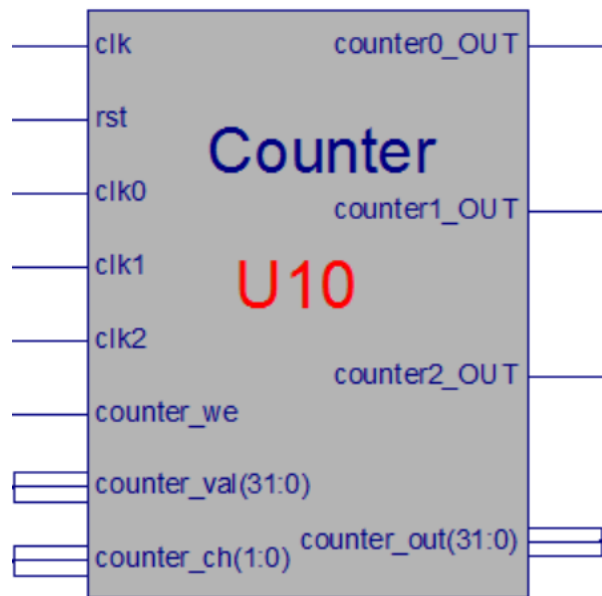 clk
counter0_OUT
rst
Counter
clk0
counter1_OUT
clk1
U10
clk2
counter2_OUT
counter_we
counter_val(31:0)
counter_out(31:0)
counter_ch(1:0)